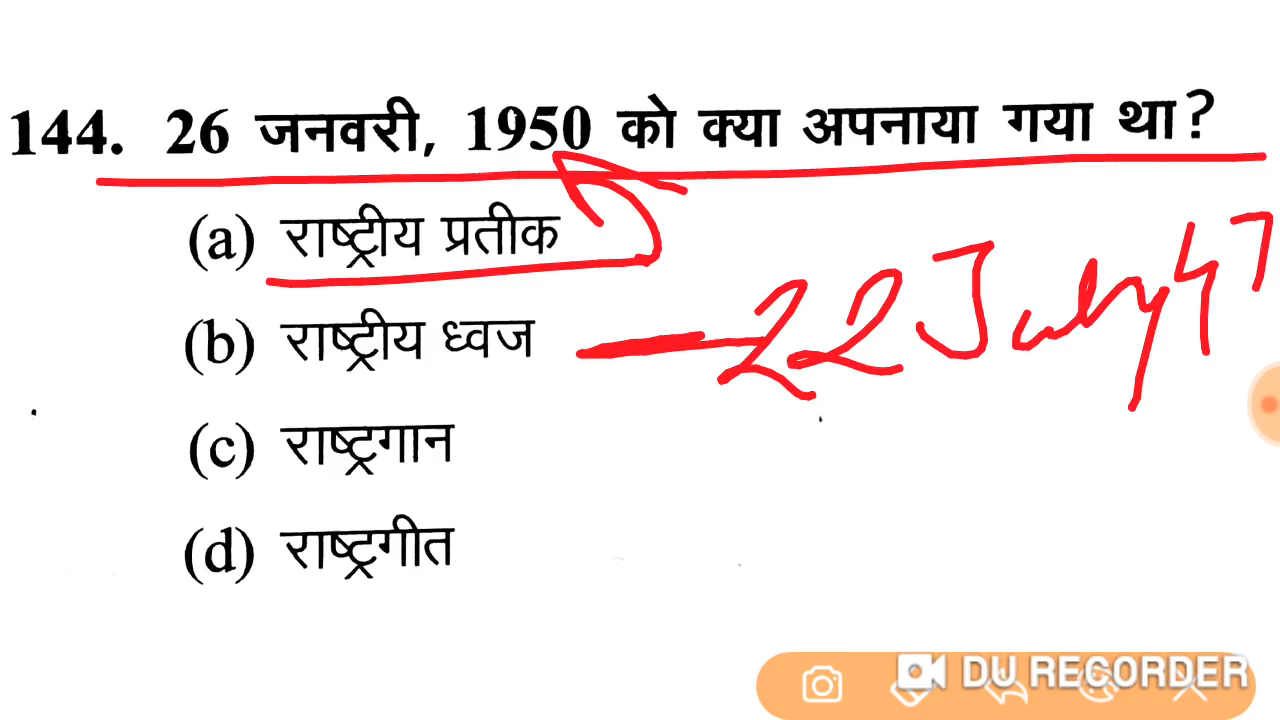 144. 26 जनवरी, 1950 को क्या अपनाया गया था?
(a) राष्ट्रीय प्रतीक
(b) राष्ट्रीय ध्वज — 22 July 47
(c) राष्ट्रगान
(d) राष्ट्रगीत
DU RECORDER